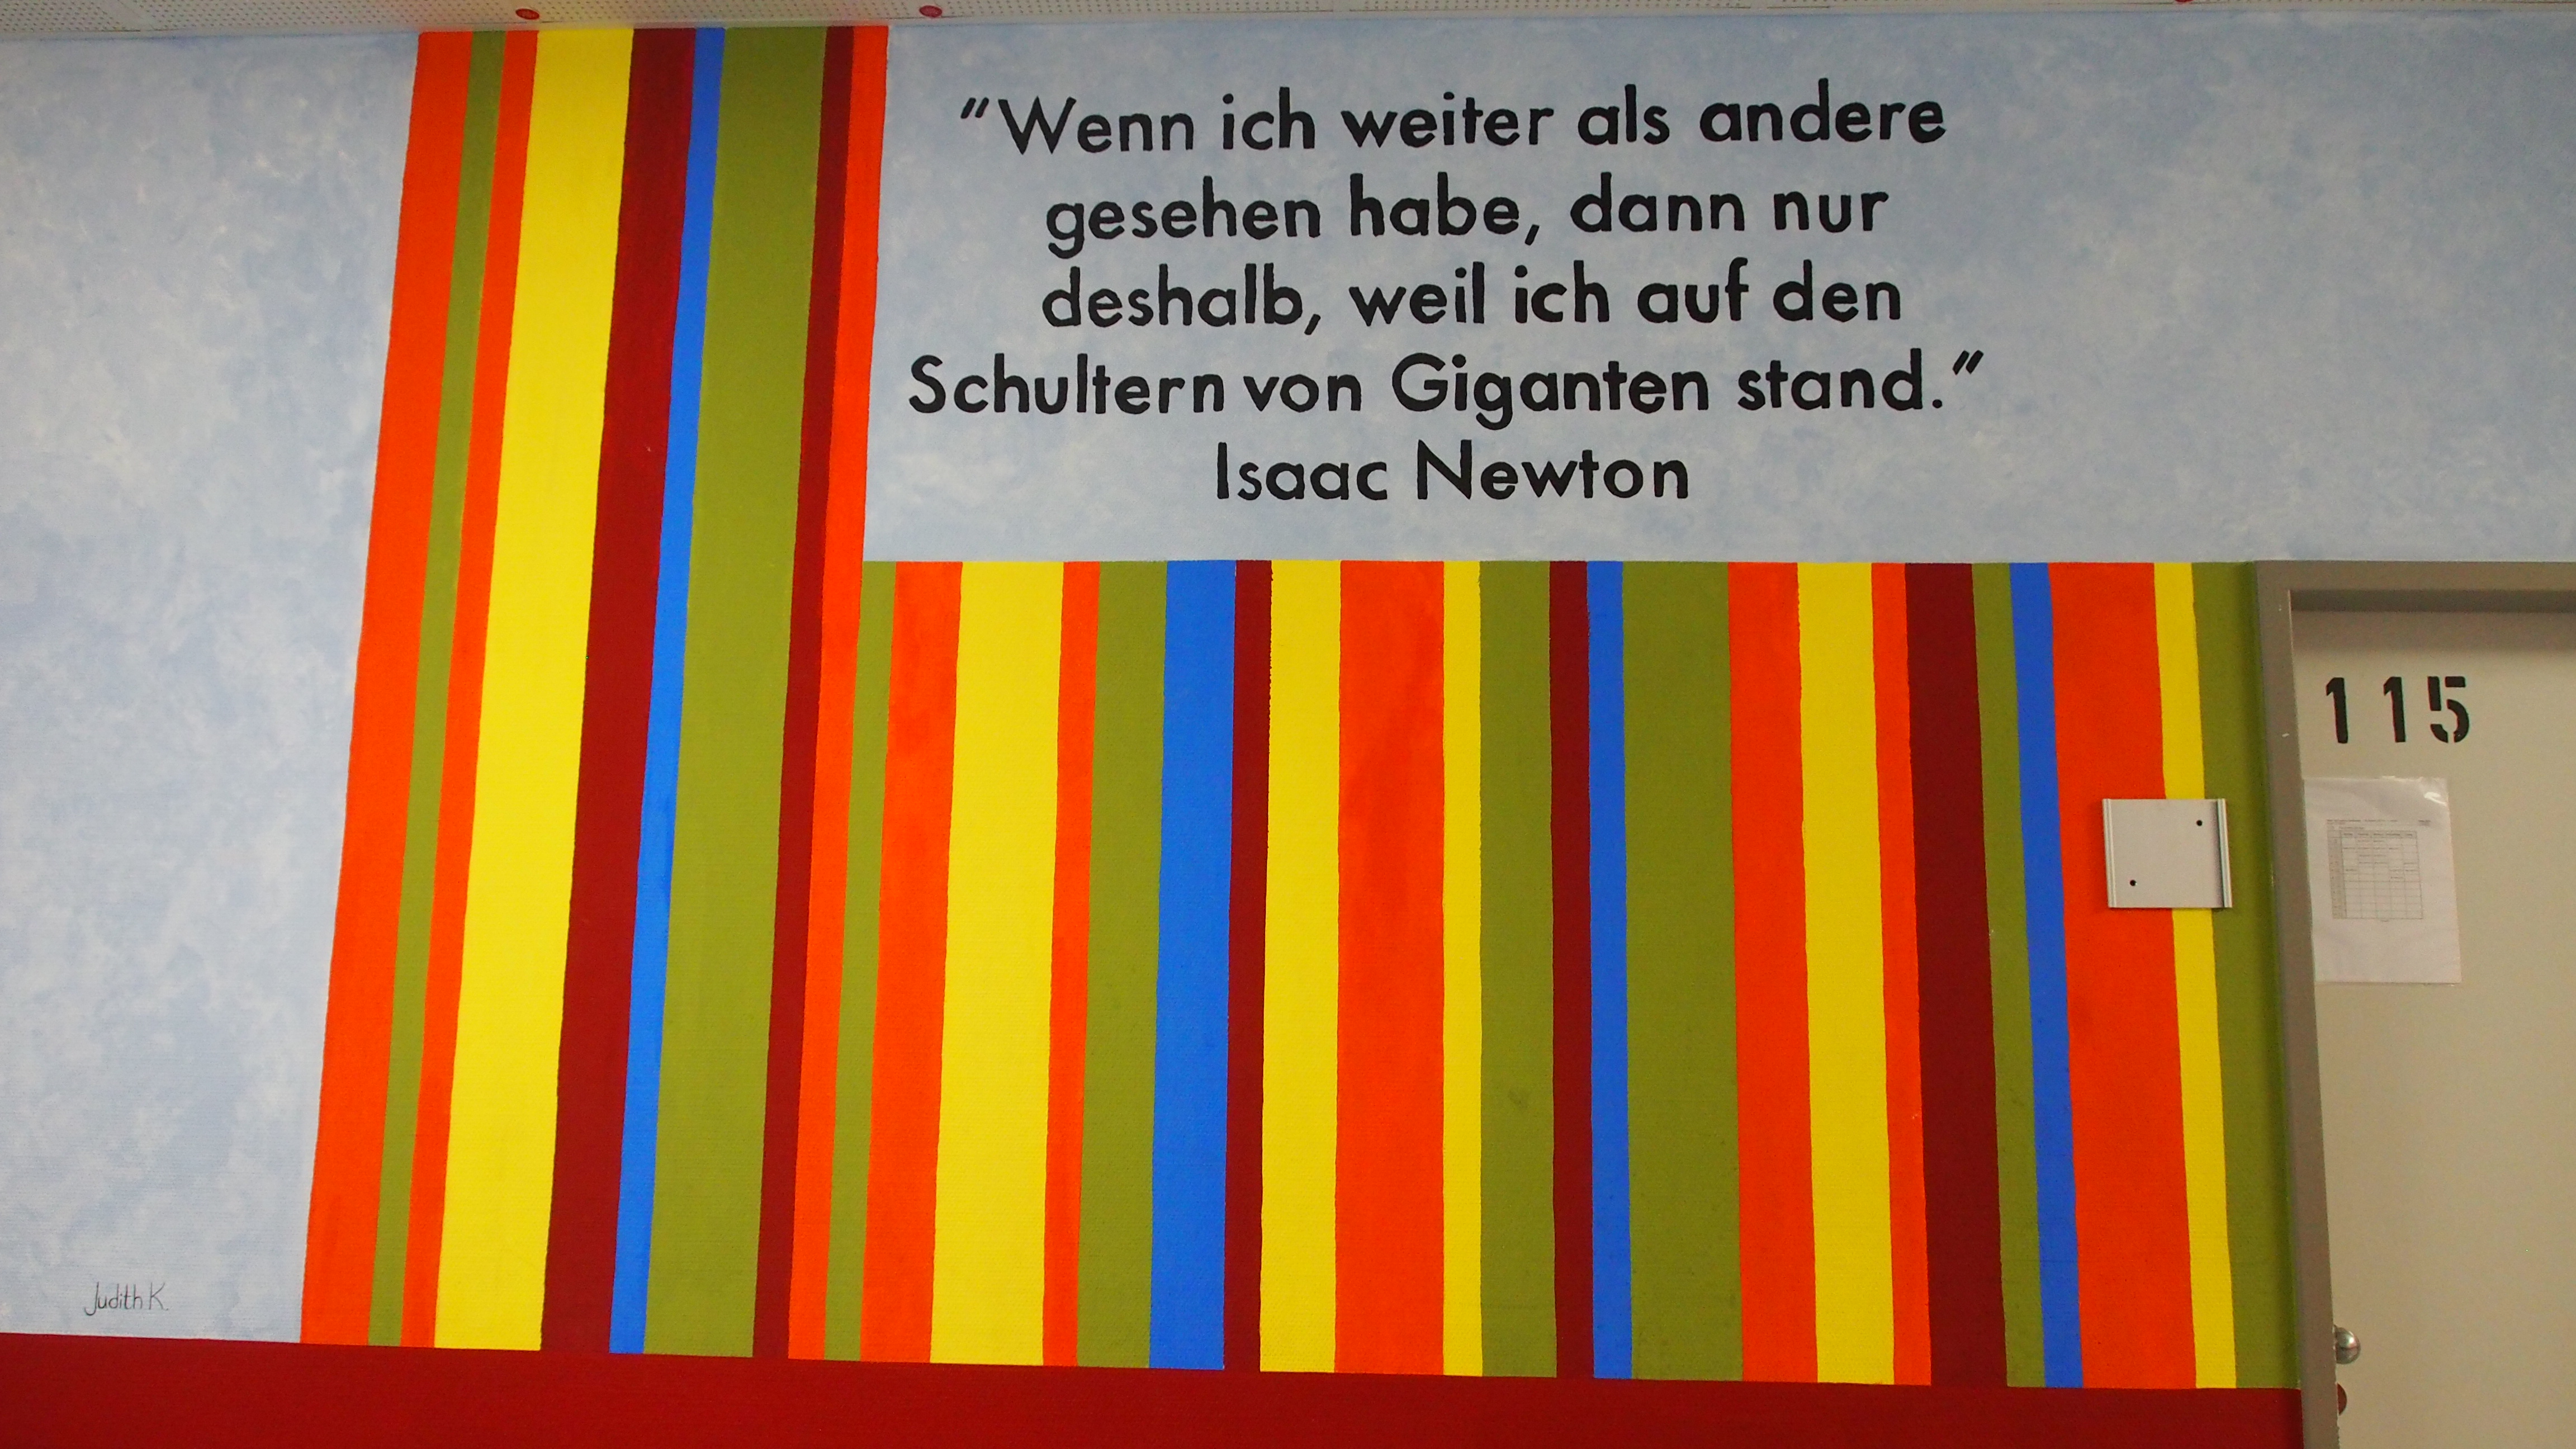 "Wenn ich weiter als andere
gesehen habe, dann nur
deshalb, weil ich auf den
Schultern von Giganten stand."
Isaac Newton
115
Judith K.